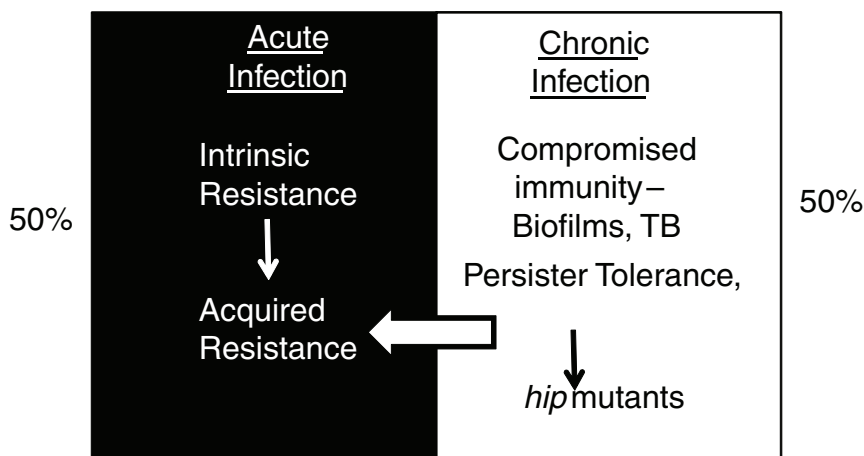 50%
Acute
Infection
Intrinsic
Resistance
Acquired
Resistance
Chronic
Infection
Compromised
immunity–
Biofilms, TB
Persister Tolerance,
hip mutants
50%